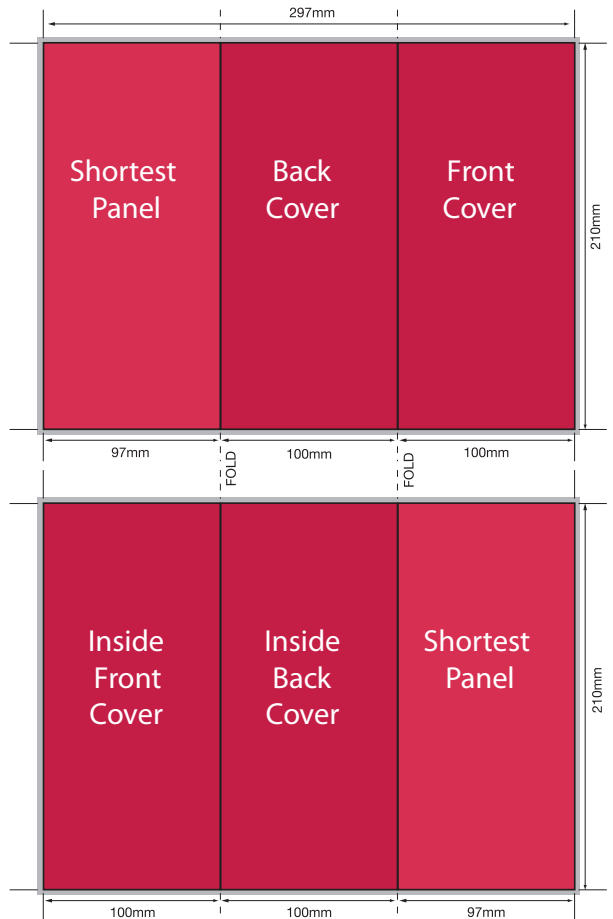 297mm
Shortest
Panel
Back
Cover
Front
Cover
210mm
97mm
100mm
100mm
FOLD
FOLD
Inside
Front
Cover
Inside
Back
Cover
Shortest
Panel
210mm
100mm
100mm
97mm